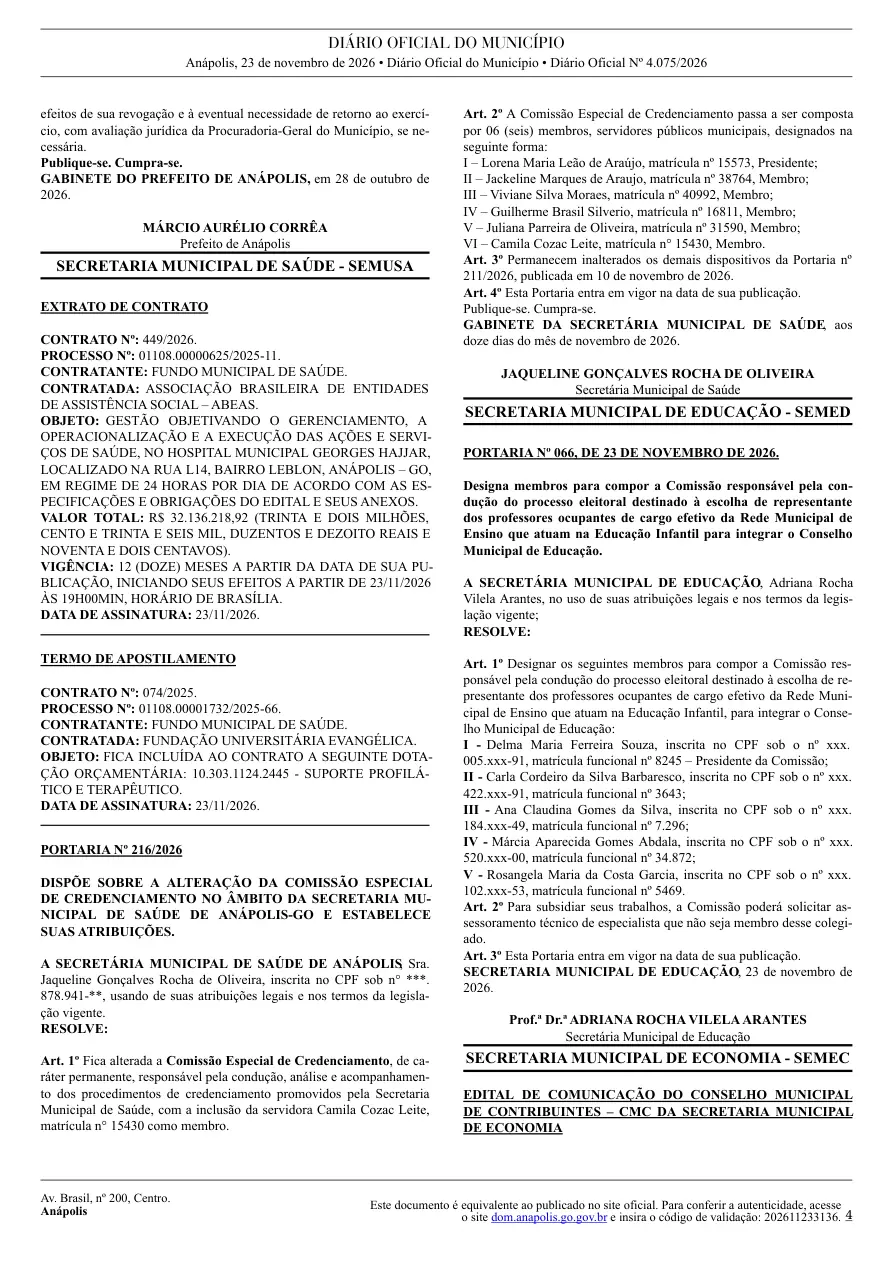 DIÁRIO OFICIAL DO MUNICÍPIO
Anápolis, 23 de novembro de 2026 • Diário Oficial do Município • Diário Oficial Nº 4.075/2026
efeitos de sua revogação e à eventual necessidade de retorno ao exercí-
cio, com avaliação jurídica da Procuradoria-Geral do Município, se ne-
cessária.
Publique-se. Cumpra-se.
GABINETE DO PREFEITO DE ANÁPOLIS, em 28 de outubro de
2026.
MÁRCIO AURÉLIO CORRÊA
Prefeito de Anápolis
SECRETARIA MUNICIPAL DE SAÚDE - SEMUSA
EXTRATO DE CONTRATO
CONTRATO Nº: 449/2026.
PROCESSO Nº: 01108.00000625/2025-11.
CONTRATANTE: FUNDO MUNICIPAL DE SAÚDE.
CONTRATADA: ASSOCIAÇÃO BRASILEIRA DE ENTIDADES
DE ASSISTÊNCIA SOCIAL – ABEAS.
OBJETO: GESTÃO OBJETIVANDO O GERENCIAMENTO, A
OPERACIONALIZAÇÃO E A EXECUÇÃO DAS AÇÕES E SERVI-
ÇOS DE SAÚDE, NO HOSPITAL MUNICIPAL GEORGES HAJJAR,
LOCALIZADO NA RUA L14, BAIRRO LEBLON, ANÁPOLIS – GO,
EM REGIME DE 24 HORAS POR DIA DE ACORDO COM AS ES-
PECIFICAÇÕES E OBRIGAÇÕES DO EDITAL E SEUS ANEXOS.
VALOR TOTAL: R$ 32.136.218,92 (TRINTA E DOIS MILHÕES,
CENTO E TRINTA E SEIS MIL, DUZENTOS E DEZOITO REAIS E
NOVENTA E DOIS CENTAVOS).
VIGÊNCIA: 12 (DOZE) MESES A PARTIR DA DATA DE SUA PU-
BLICAÇÃO, INICIANDO SEUS EFEITOS A PARTIR DE 23/11/2026
ÀS 19H00MIN, HORÁRIO DE BRASÍLIA.
DATA DE ASSINATURA: 23/11/2026.
TERMO DE APOSTILAMENTO
CONTRATO Nº: 074/2025.
PROCESSO Nº: 01108.00001732/2025-66.
CONTRATANTE: FUNDO MUNICIPAL DE SAÚDE.
CONTRATADA: FUNDAÇÃO UNIVERSITÁRIA EVANGÉLICA.
OBJETO: FICA INCLUÍDA AO CONTRATO A SEGUINTE DOTA-
ÇÃO ORÇAMENTÁRIA: 10.303.1124.2445 - SUPORTE PROFILÁ-
TICO E TERAPÊUTICO.
DATA DE ASSINATURA: 23/11/2026.
PORTARIA Nº 216/2026
DISPÕE SOBRE A ALTERAÇÃO DA COMISSÃO ESPECIAL
DE CREDENCIAMENTO NO ÂMBITO DA SECRETARIA MU-
NICIPAL DE SAÚDE DE ANÁPOLIS-GO E ESTABELECE
SUAS ATRIBUIÇÕES.
A SECRETÁRIA MUNICIPAL DE SAÚDE DE ANÁPOLIS, Sra.
Jaqueline Gonçalves Rocha de Oliveira, inscrita no CPF sob n° ***.
878.941-**, usando de suas atribuições legais e nos termos da legisla-
ção vigente.
RESOLVE:
Art. 1º Fica alterada a Comissão Especial de Credenciamento, de ca-
ráter permanente, responsável pela condução, análise e acompanhamen-
to dos procedimentos de credenciamento promovidos pela Secretaria
Municipal de Saúde, com a inclusão da servidora Camila Cozac Leite,
matrícula n° 15430 como membro.
Art. 2º A Comissão Especial de Credenciamento passa a ser composta
por 06 (seis) membros, servidores públicos municipais, designados na
seguinte forma:
I – Lorena Maria Leão de Araújo, matrícula nº 15573, Presidente;
II – Jackeline Marques de Araujo, matrícula nº 38764, Membro;
III – Viviane Silva Moraes, matrícula nº 40992, Membro;
IV – Guilherme Brasil Silverio, matrícula nº 16811, Membro;
V – Juliana Parreira de Oliveira, matrícula nº 31590, Membro;
VI – Camila Cozac Leite, matrícula n° 15430, Membro.
Art. 3º Permanecem inalterados os demais dispositivos da Portaria nº
211/2026, publicada em 10 de novembro de 2026.
Art. 4º Esta Portaria entra em vigor na data de sua publicação.
Publique-se. Cumpra-se.
GABINETE DA SECRETÁRIA MUNICIPAL DE SAÚDE, aos
doze dias do mês de novembro de 2026.
JAQUELINE GONÇALVES ROCHA DE OLIVEIRA
Secretária Municipal de Saúde
SECRETARIA MUNICIPAL DE EDUCAÇÃO - SEMED
PORTARIA Nº 066, DE 23 DE NOVEMBRO DE 2026.
Designa membros para compor a Comissão responsável pela con-
dução do processo eleitoral destinado à escolha de representante
dos professores ocupantes de cargo efetivo da Rede Municipal de
Ensino que atuam na Educação Infantil para integrar o Conselho
Municipal de Educação.
A SECRETÁRIA MUNICIPAL DE EDUCAÇÃO, Adriana Rocha
Vilela Arantes, no uso de suas atribuições legais e nos termos da legis-
lação vigente;
RESOLVE:
Art. 1º Designar os seguintes membros para compor a Comissão res-
ponsável pela condução do processo eleitoral destinado à escolha de re-
presentante dos professores ocupantes de cargo efetivo da Rede Muni-
cipal de Ensino que atuam na Educação Infantil, para integrar o Conse-
lho Municipal de Educação:
I - Delma Maria Ferreira Souza, inscrita no CPF sob o nº xxx.
005.xxx-91, matrícula funcional nº 8245 – Presidente da Comissão;
II - Carla Cordeiro da Silva Barbaresco, inscrita no CPF sob o nº xxx.
422.xxx-91, matrícula funcional nº 3643;
III - Ana Claudina Gomes da Silva, inscrita no CPF sob o nº xxx.
184.xxx-49, matrícula funcional nº 7.296;
IV - Márcia Aparecida Gomes Abdala, inscrita no CPF sob o nº xxx.
520.xxx-00, matrícula funcional nº 34.872;
V - Rosangela Maria da Costa Garcia, inscrita no CPF sob o nº xxx.
102.xxx-53, matrícula funcional nº 5469.
Art. 2º Para subsidiar seus trabalhos, a Comissão poderá solicitar as-
sessoramento técnico de especialista que não seja membro desse colegi-
ado.
Art. 3º Esta Portaria entra em vigor na data de sua publicação.
SECRETARIA MUNICIPAL DE EDUCAÇÃO, 23 de novembro de
2026.
Prof.ª Dr.ª ADRIANA ROCHA VILELA ARANTES
Secretária Municipal de Educação
SECRETARIA MUNICIPAL DE ECONOMIA - SEMEC
EDITAL DE COMUNICAÇÃO DO CONSELHO MUNICIPAL
DE CONTRIBUINTES – CMC DA SECRETARIA MUNICIPAL
DE ECONOMIA
Av. Brasil, nº 200, Centro.
Anápolis
Este documento é equivalente ao publicado no site oficial. Para conferir a autenticidade, acesse
o site dom.anapolis.go.gov.br e insira o código de validação: 202611233136. 4